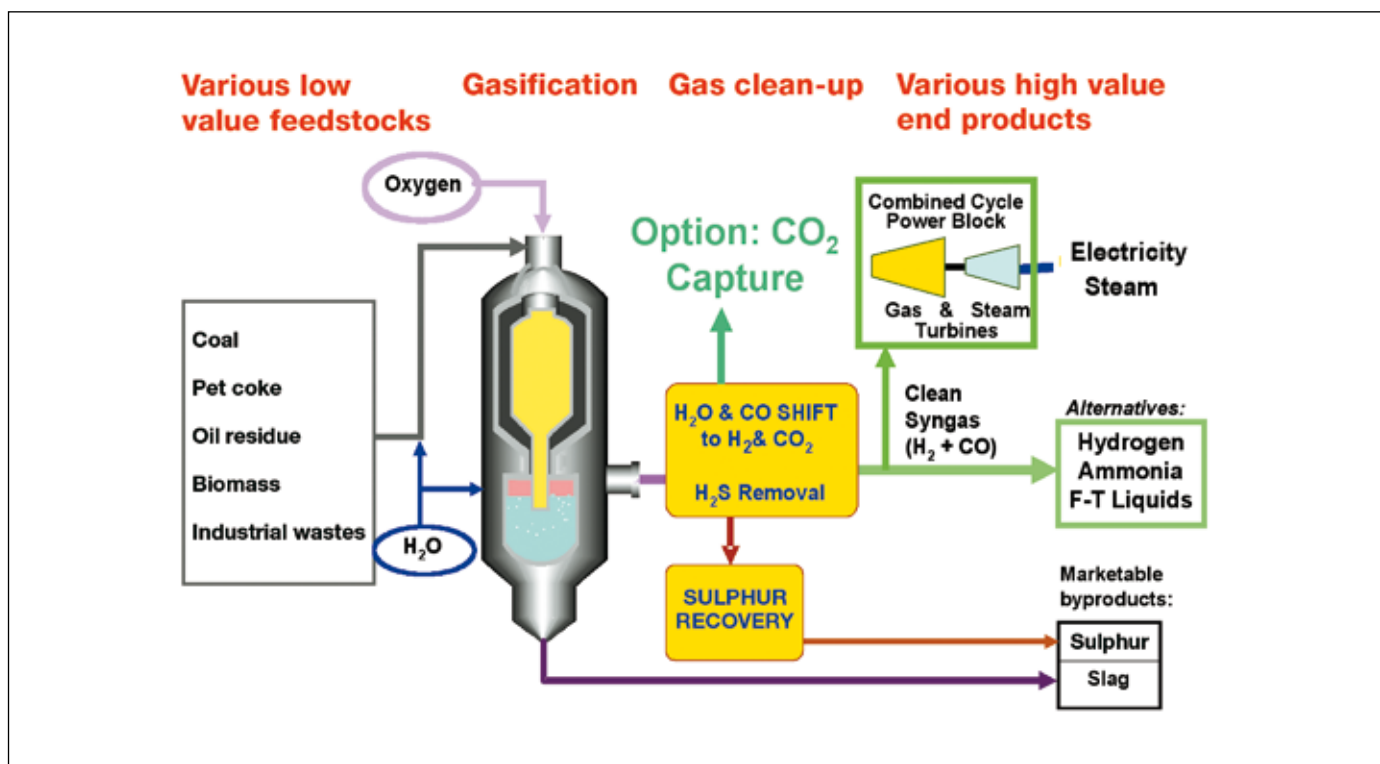 Various low
value feedstocks
Gasification
Gas clean-up
Various high value
end products
Oxygen
Coal
Pet coke
Oil residue
Biomass
Industrial wastes
H₂O
Option: CO₂
Capture
H₂O & CO SHIFT
to H₂& CO₂
H₂S Removal
SULPHUR
RECOVERY
Combined Cycle
Power Block
Gas & Steam
Turbines
Electricity
Steam
Clean
Syngas
(H₂ + CO)
Alternatives:
Hydrogen
Ammonia
F-T Liquids
Marketable
byproducts:
Sulphur
Slag